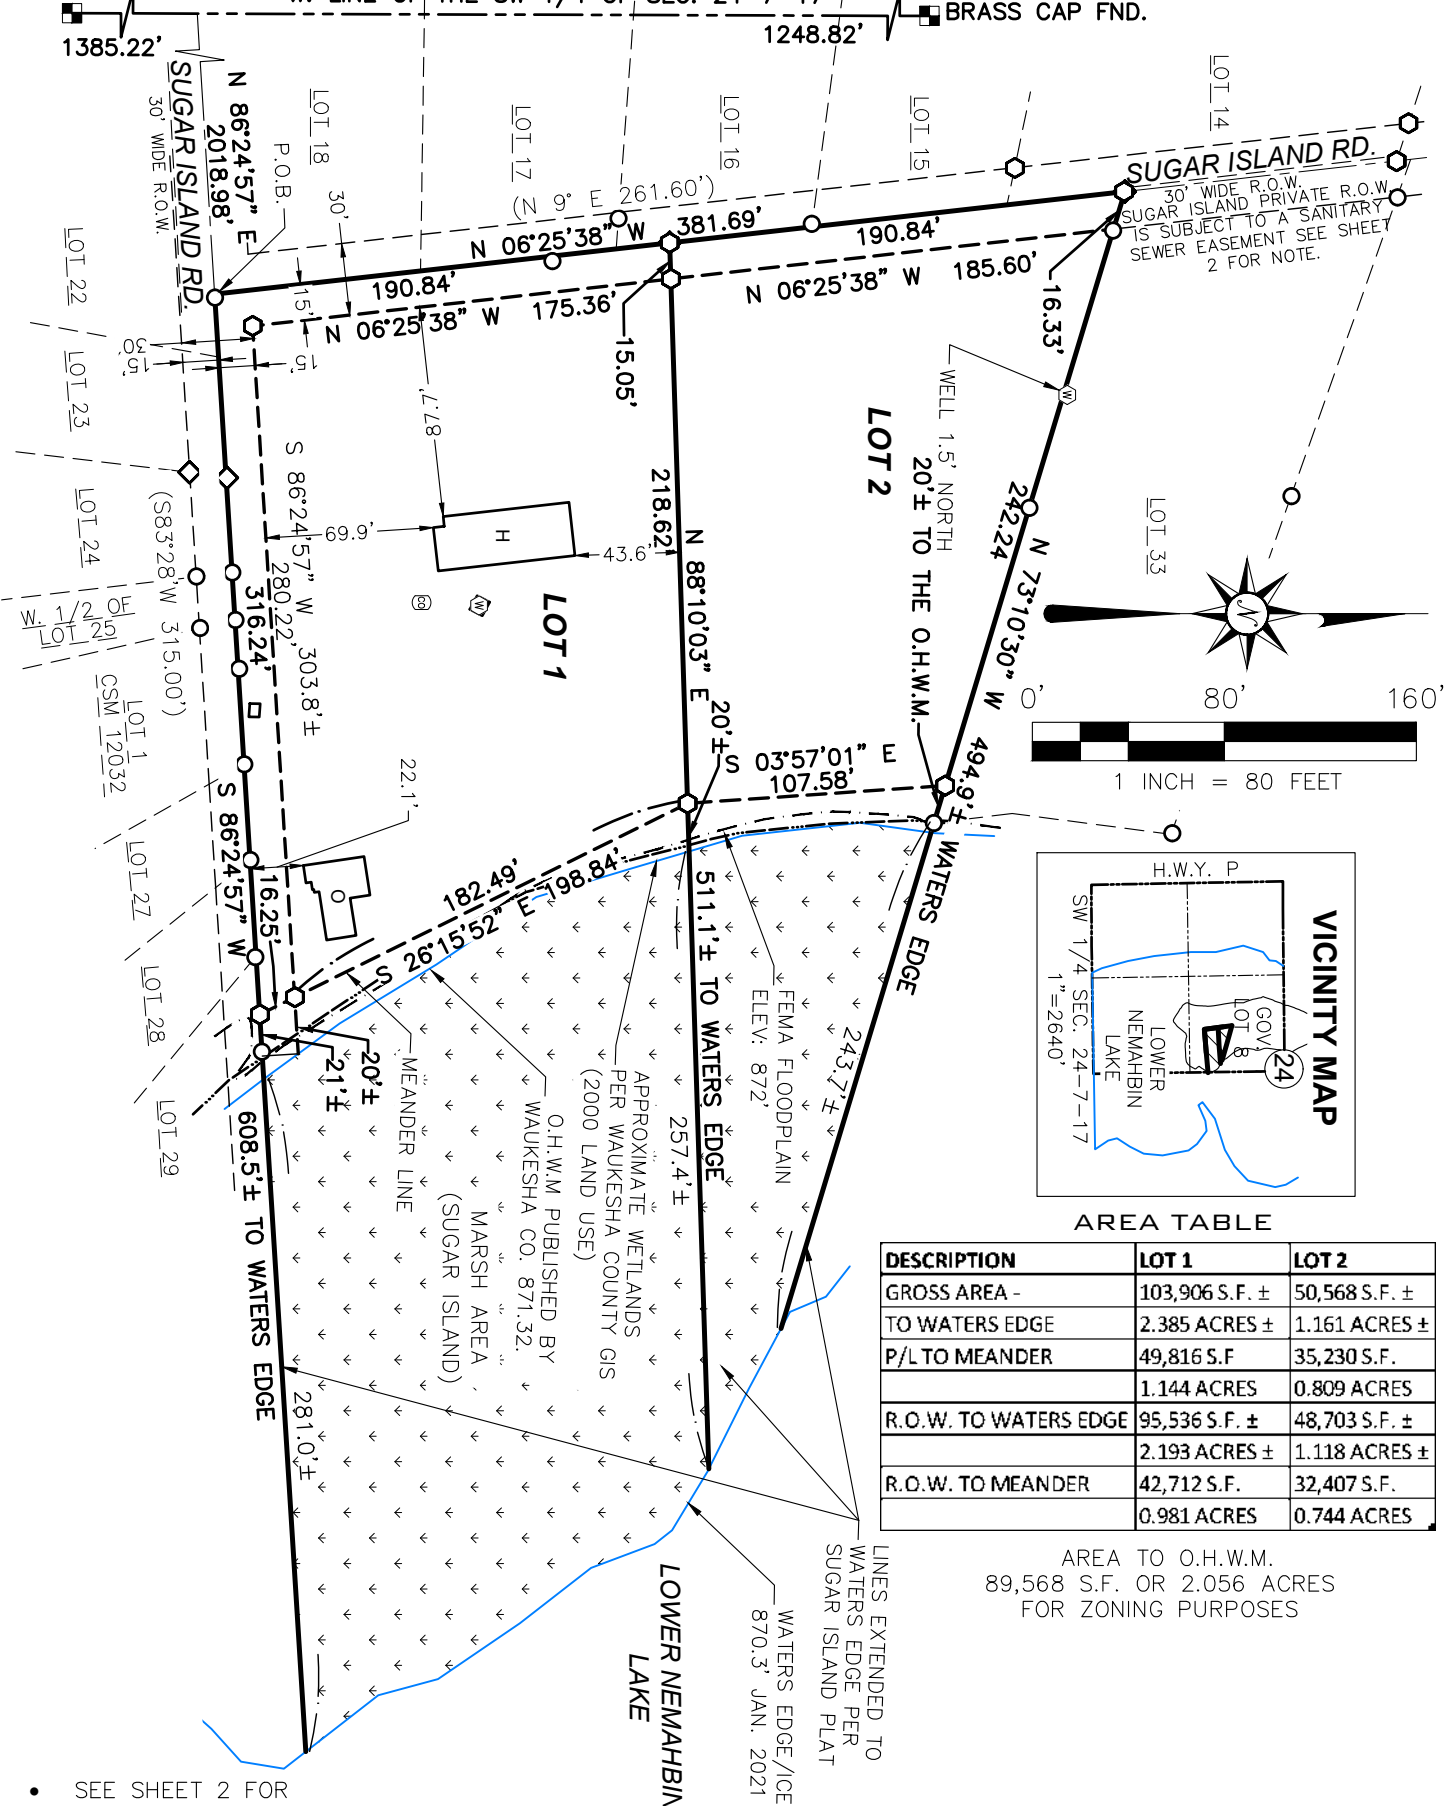 BRASS CAP FND.
1385.22'
1248.82'
SUGAR ISLAND RD.
30' WIDE R.O.W.
N 86°24'57" E
2018.98'
P.O.B.
LOT 18
LOT 17
LOT 16
LOT 15
LOT 14
30'
(N 9° E 261.60')
N 06°25'38" W
381.69'
190.84'
190.84'
SUGAR ISLAND RD.
30' WIDE R.O.W.
SUGAR ISLAND PRIVATE R.O.W.
IS SUBJECT TO A SANITARY
SEWER EASEMENT SEE SHEET
2 FOR NOTE.
15'
N 06°25'38" W
175.36'
N 06°25'38" W
185.60'
16.33'
15.05'
LOT 22
LOT 23
LOT 24
W. 1/2 OF
LOT 25
LOT 1
CSM 12032
LOT 27
LOT 28
LOT 29
30'
15'
15'
87.7'
WELL 1.5' NORTH
W
LOT 2
20'± TO THE O.H.W.M.
242.24
N 73°10'30" W
494.9'± WATERS EDGE
LOT 33
N
0'
80'
160'
1 INCH = 80 FEET
(S83°28'W 315.00')
S 86°24'57" W
280.22'
303.8'±
69.9'
H
43.6'
218.62'
N 88°10'03" E
LOT 1
CO
W
316.24'
S 86°24'57" W
22.1'
16.25'
20'±
S 03°57'01" E
107.58'
182.49'
S 26°15'52" E
198.84'
511.1'± TO WATERS EDGE
257.4'±
243.7'±
FEMA FLOODPLAIN
ELEV: 872'
APPROXIMATE WETLANDS
PER WAUKESHA COUNTY GIS
(2000 LAND USE)
O.H.W.M PUBLISHED BY
WAUKESHA CO. 871.32.
MARSH AREA
(SUGAR ISLAND)
MEANDER LINE
20'±
21'±
608.5'± TO WATERS EDGE
281.0'±
LINES EXTENDED TO
WATERS EDGE PER
SUGAR ISLAND PLAT
WATERS EDGE/ICE
870.3' JAN. 2021
LOWER NEMAHBIN
LAKE
VICINITY MAP
H.W.Y. P
SW 1/4 SEC. 24-7-17
1"=2640'
GOV.
LOT 8
24
LOWER
NEMAHBIN
LAKE
AREA TABLE
DESCRIPTION LOT 1 LOT 2
GROSS AREA - 103,906 S.F. ± 50,568 S.F. ±
TO WATERS EDGE 2.385 ACRES ± 1.161 ACRES ±
P/L TO MEANDER 49,816 S.F 35,230 S.F.
1.144 ACRES 0.809 ACRES
R.O.W. TO WATERS EDGE 95,536 S.F. ± 48,703 S.F. ±
2.193 ACRES ± 1.118 ACRES ±
R.O.W. TO MEANDER 42,712 S.F. 32,407 S.F.
0.981 ACRES 0.744 ACRES
AREA TO O.H.W.M.
89,568 S.F. OR 2.056 ACRES
FOR ZONING PURPOSES
• SEE SHEET 2 FOR